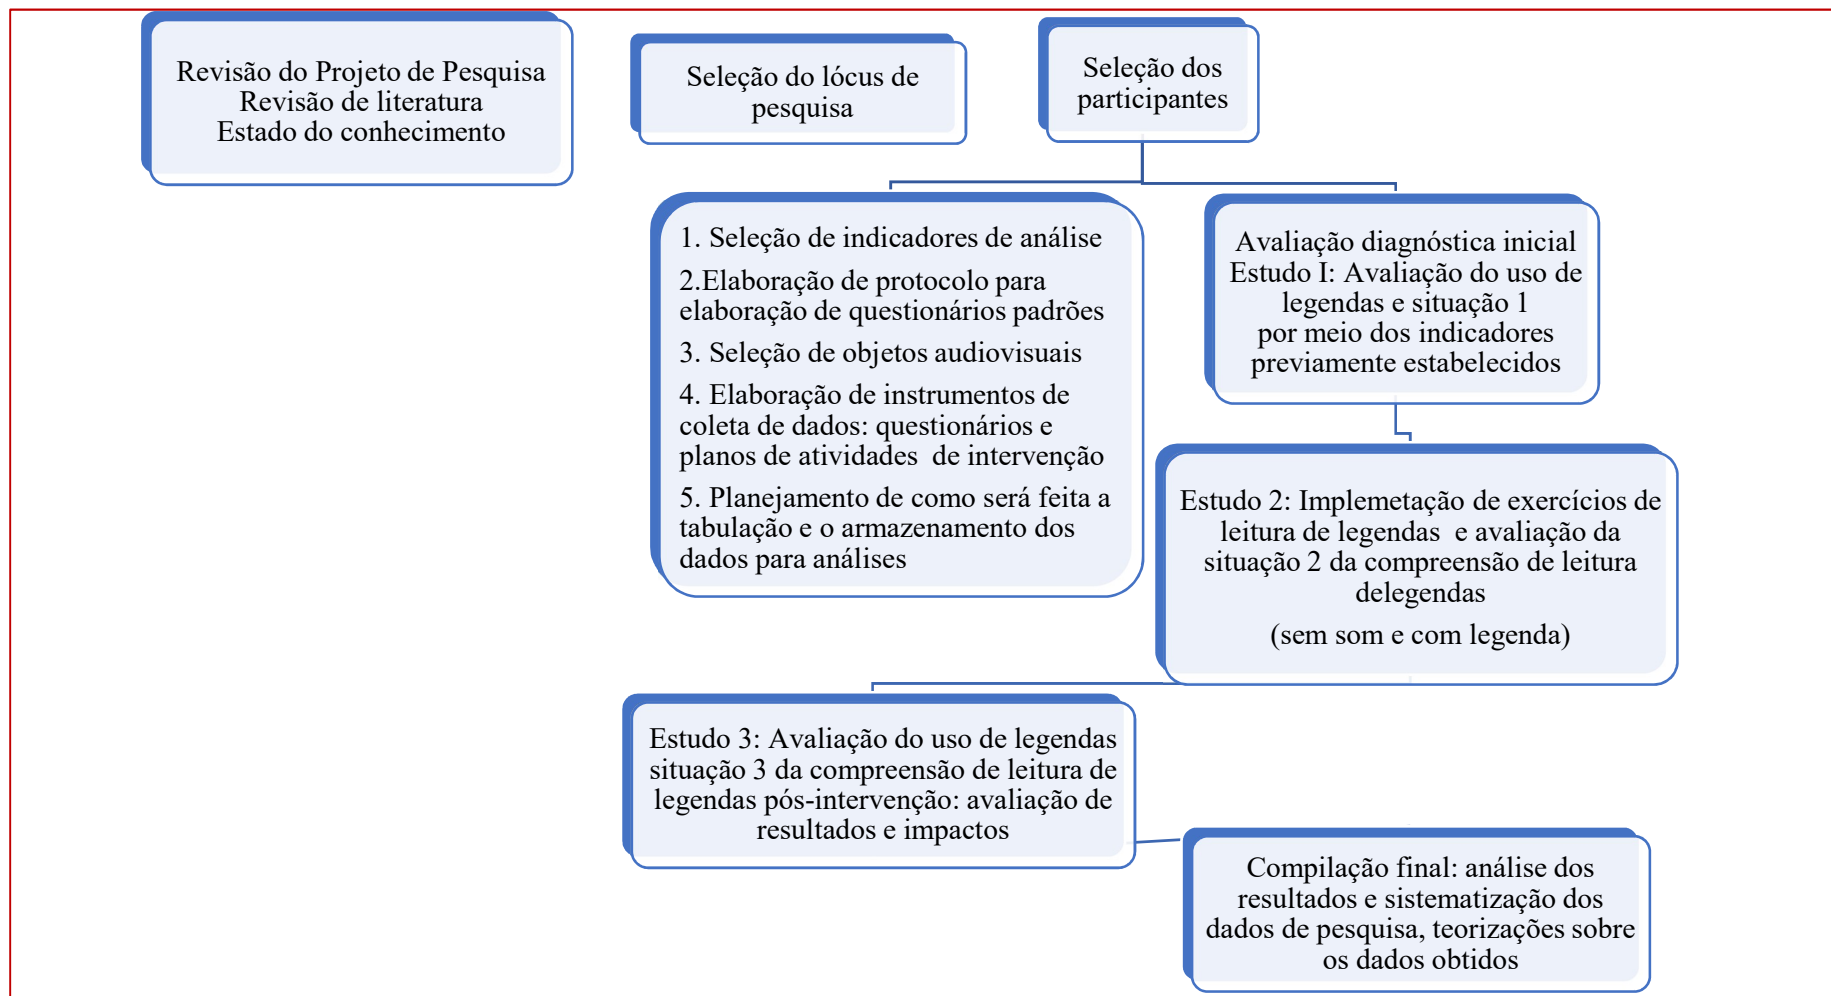 Revisão do Projeto de Pesquisa
Revisão de literatura
Estado do conhecimento
Seleção do lócus de
pesquisa
Seleção dos
participantes
1. Seleção de indicadores de análise
2.Elaboração de protocolo para
elaboração de questionários padrões
3. Seleção de objetos audiovisuais
4. Elaboração de instrumentos de
coleta de dados: questionários e
planos de atividades  de intervenção
5. Planejamento de como será feita a
tabulação e o armazenamento dos
dados para análises
Avaliação diagnóstica inicial
Estudo I: Avaliação do uso de
legendas e situação 1
por meio dos indicadores
previamente estabelecidos
Estudo 2: Implemetação de exercícios de
leitura de legendas  e avaliação da
situação 2 da compreensão de leitura
delegendas
(sem som e com legenda)
Estudo 3: Avaliação do uso de legendas
situação 3 da compreensão de leitura de
legendas pós-intervenção: avaliação de
resultados e impactos
Compilação final: análise dos
resultados e sistematização dos
dados de pesquisa, teorizações sobre
os dados obtidos